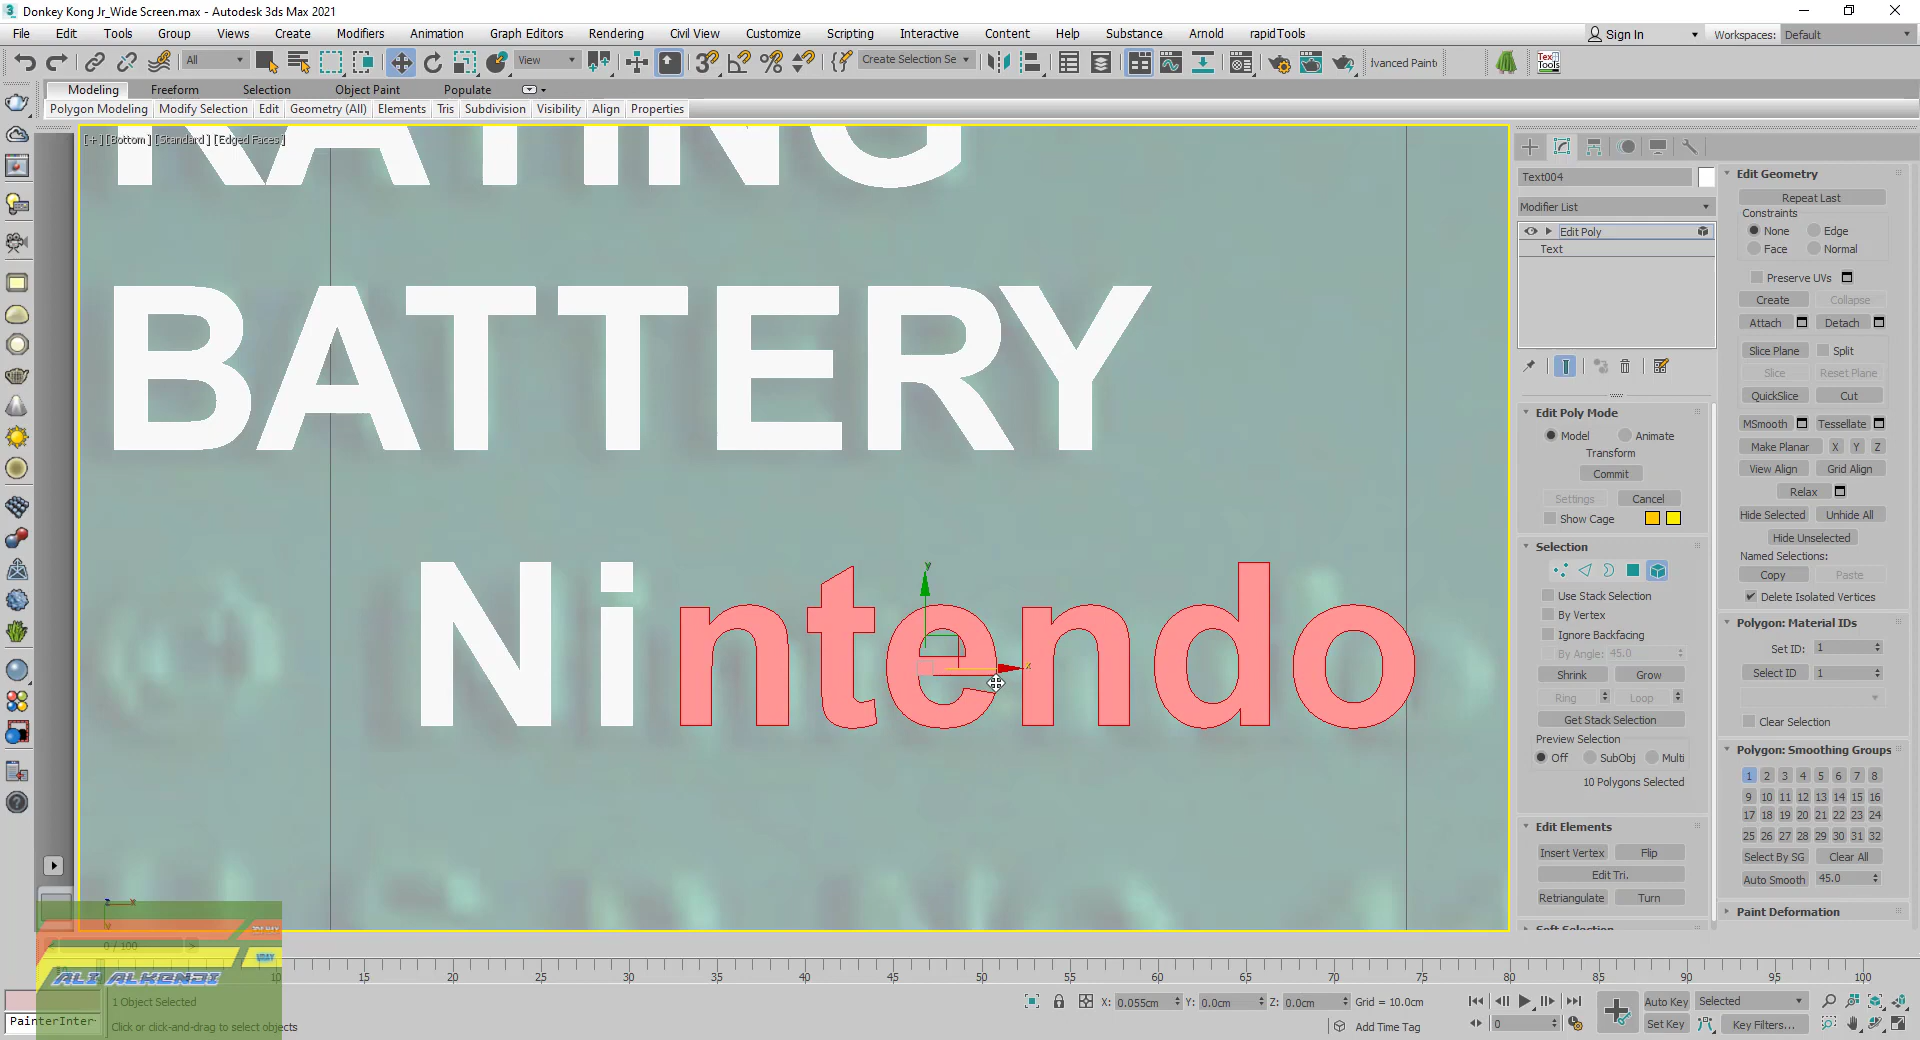 Donkey Kong Jr_Wide Screen.max - Autodesk 3ds Max 2021
File Edit Tools Group Views Create Modifiers Animation Graph Editors Rendering Civil View Customize Scripting Interactive Content Help Substance Arnold rapidTools
Sign In Workspaces: Default
All View Create Selection Se
Modeling Freeform Selection Object Paint Populate
Polygon Modeling Modify Selection Edit Geometry (All) Elements Tris Subdivision Visibility Align Properties
[+] [Bottom] [Standard] [Edged Faces]
RATING
BATTERY
Nintendo
y
x
Text004
Modifier List
Edit Poly
Text
Edit Poly Mode
Model Animate
Transform
Commit
Settings Cancel
Show Cage
Selection
Use Stack Selection
By Vertex
Ignore Backfacing
By Angle: 45.0
Shrink Grow
Ring Loop
Get Stack Selection
Preview Selection
Off SubObj Multi
10 Polygons Selected
Edit Elements
Insert Vertex Flip
Edit Tri.
Retriangulate Turn
Soft Selection
Edit Geometry
Repeat Last
Constraints
None Edge
Face Normal
Preserve UVs
Create Collapse
Attach Detach
Slice Plane Split
Slice Reset Plane
QuickSlice Cut
MSmooth Tessellate
Make Planar X Y Z
View Align Grid Align
Relax
Hide Selected Unhide All
Hide Unselected
Named Selections:
Copy Paste
Delete Isolated Vertices
Polygon: Material IDs
Set ID: 1
Select ID 1
Clear Selection
Polygon: Smoothing Groups
1 2 3 4 5 6 7 8
9 10 11 12 13 14 15 16
17 18 19 20 21 22 23 24
25 26 27 28 29 30 31 32
Select By SG Clear All
Auto Smooth 45.0
Paint Deformation
0 / 100
10 15 20 25 30 35 40 45 50 55 60 65 70 75 80 85 90 95 100
ALI ALKENDI
1 Object Selected
Click or click-and-drag to select objects
X: 0.055cm Y: 0.0cm Z: 0.0cm Grid = 10.0cm
Add Time Tag
0
Auto Key Selected
Set Key Key Filters...